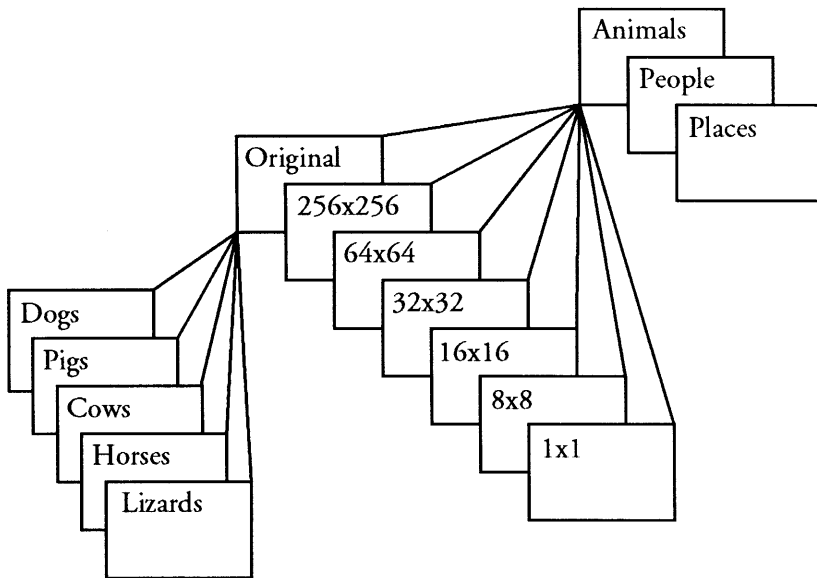 Animals
People
Places
Original
256x256
64x64
32x32
16x16
8x8
1x1
Dogs
Pigs
Cows
Horses
Lizards